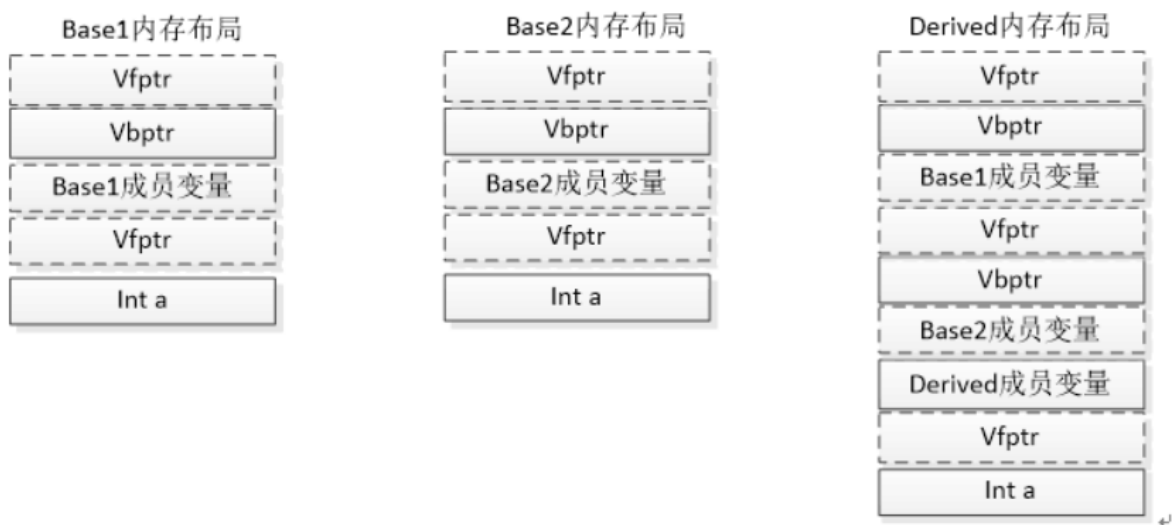 Base1内存布局
Vfptr
Vbptr
Base1成员变量
Vfptr
Int a
Base2内存布局
Vfptr
Vbptr
Base2成员变量
Vfptr
Int a
Derived内存布局
Vfptr
Vbptr
Base1成员变量
Vfptr
Vbptr
Base2成员变量
Derived成员变量
Vfptr
Int a